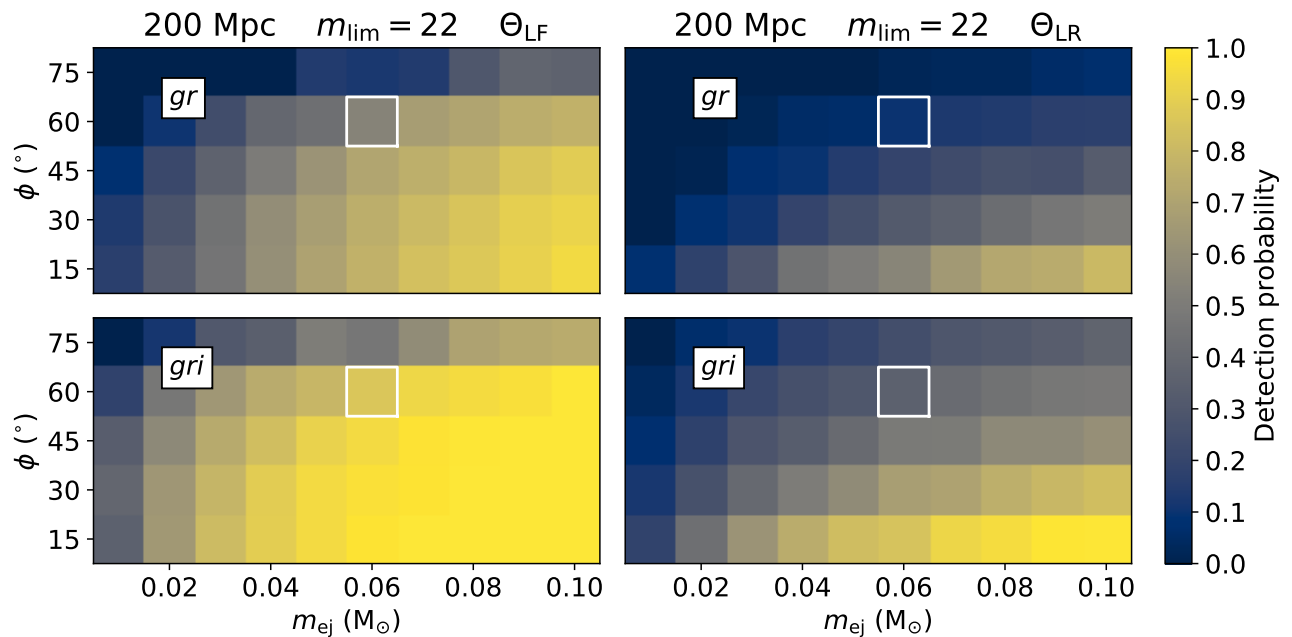 200 Mpc m_lim = 22 Θ_LF
200 Mpc m_lim = 22 Θ_LR
gr
75
60
45
30
15
ϕ (°)
gr
gri
75
60
45
30
15
ϕ (°)
0.02 0.04 0.06 0.08 0.10
m_ej (M_⊙)
gri
0.02 0.04 0.06 0.08 0.10
m_ej (M_⊙)
1.0
0.9
0.8
0.7
0.6
0.5
0.4
0.3
0.2
0.1
0.0
Detection probability